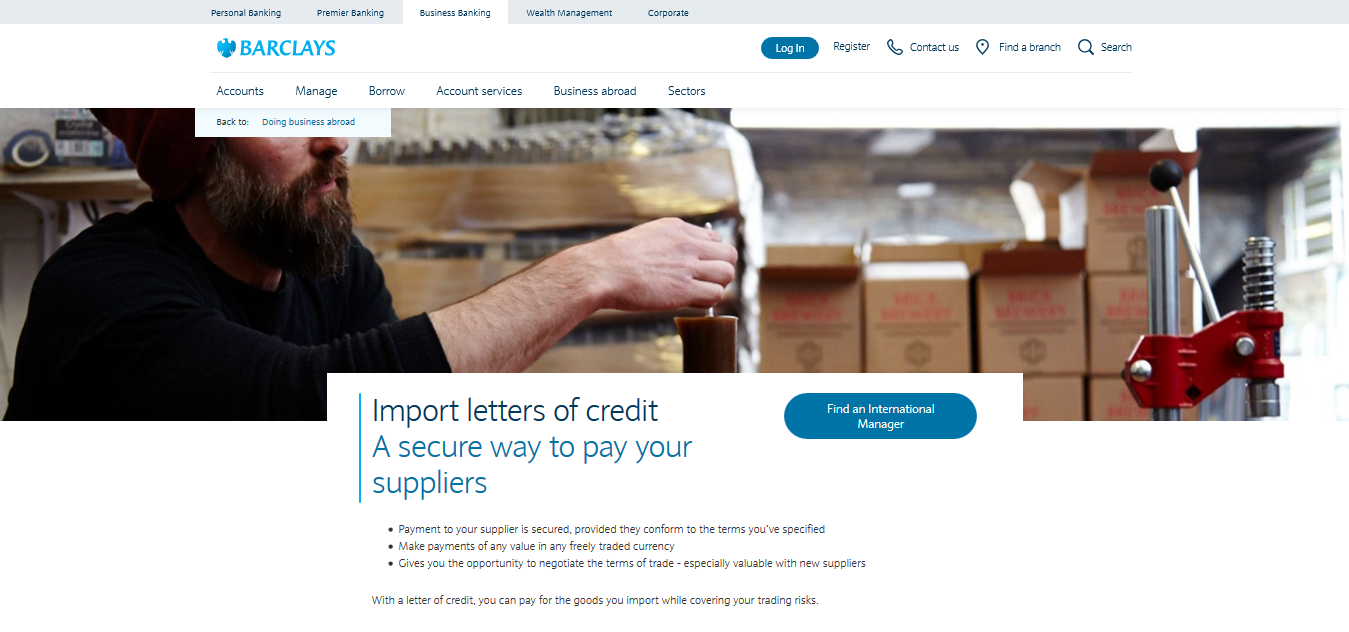 Personal Banking Premier Banking Business Banking Wealth Management Corporate
BARCLAYS
Log In Register Contact us Find a branch Search
Accounts Manage Borrow Account services Business abroad Sectors
Back to: Doing business abroad
BRICK BREWERY
BRICK BREWERY
Import letters of credit
A secure way to pay your
suppliers
Find an International
Manager
Payment to your supplier is secured, provided they conform to the terms you've specified
Make payments of any value in any freely traded currency
Gives you the opportunity to negotiate the terms of trade - especially valuable with new suppliers
With a letter of credit, you can pay for the goods you import while covering your trading risks.